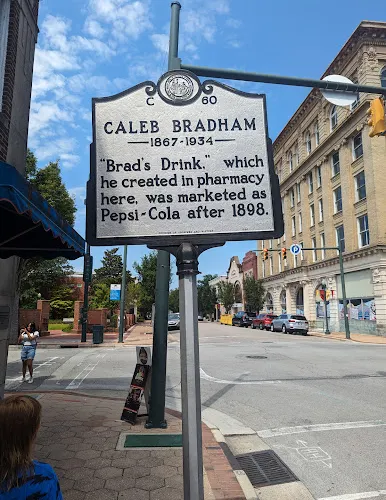 C 60
CALEB BRADHAM
1867-1934
"Brad's Drink," which
he created in pharmacy
here, was marketed as
Pepsi-Cola after 1898.
P